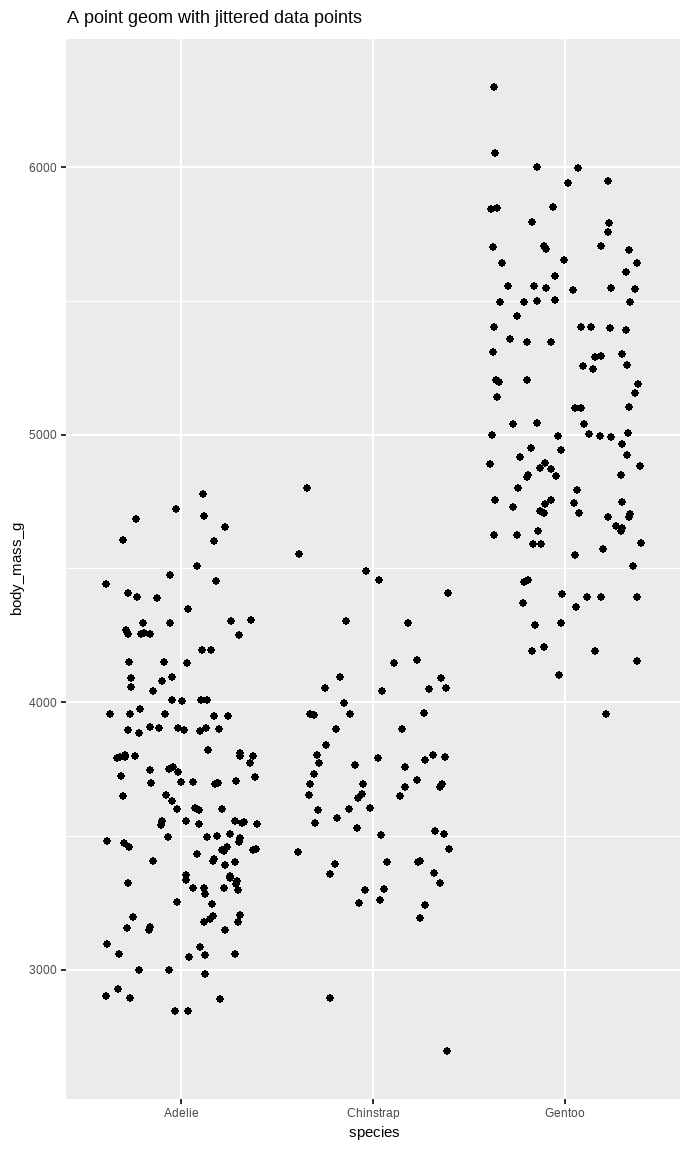 A point geom with jittered data points
6000
5000
4000
3000
body_mass_g
Adelie Chinstrap Gentoo
species